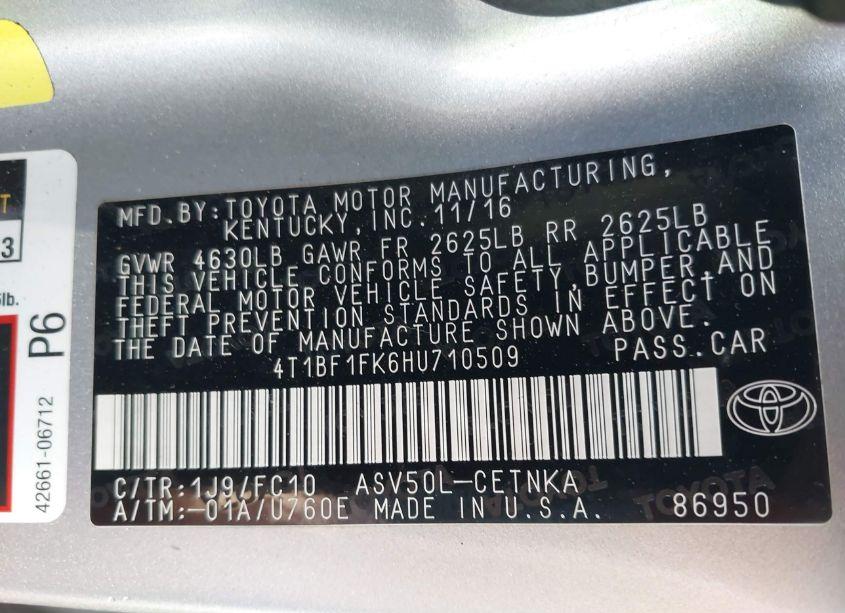 MFD.BY:TOYOTA MOTOR MANUFACTURING,
KENTUCKY,INC.11/16
GVWR 4630LB GAWR FR 2625LB RR 2625LB
THIS VEHICLE CONFORMS TO ALL APPLICABLE
FEDERAL MOTOR VEHICLE SAFETY,BUMPER,AND
THEFT PREVENTION STANDARDS IN EFFECT ON
THE DATE OF MANUFACTURE SHOWN ABOVE.
4T1BF1FK6HU710509 PASS.CAR
C/TR:1J9/FC10 ASV50L-CETNKA
A/TM:-01A/U760E MADE IN U.S.A. 86950
T
3
lb.
P6
42661-06712